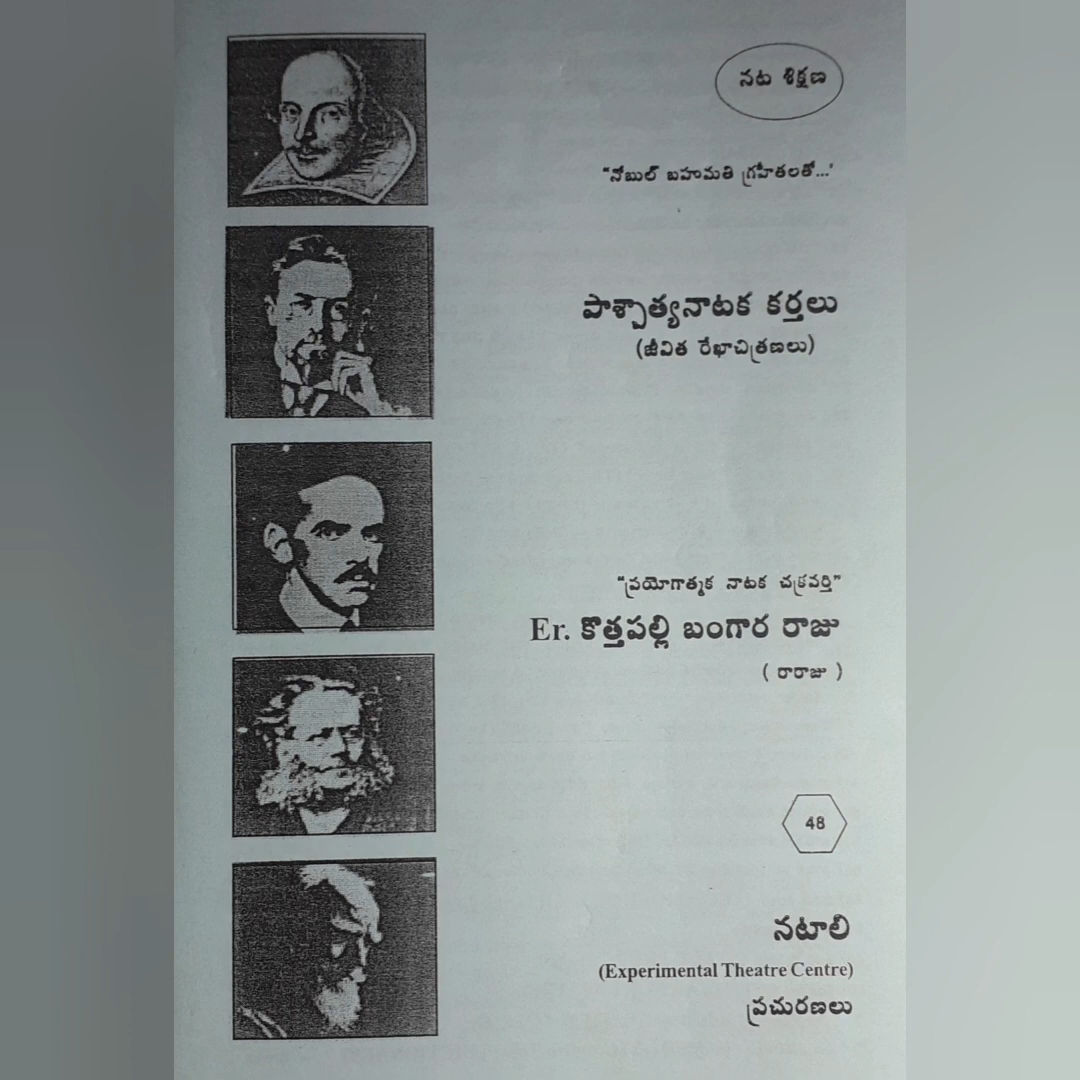 నట శిక్షణ
"నోబుల్ బహుమతి గ్రహీతలతో...'
పాశ్చాత్యనాటక కర్తలు
(జీవిత రేఖాచిత్రణలు)
"ప్రయోగాత్మక నాటక చక్రవర్తి"
Er. కొత్తపల్లి బంగార రాజు
( రారాజు )
48
నటాలి
(Experimental Theatre Centre)
ప్రచురణలు